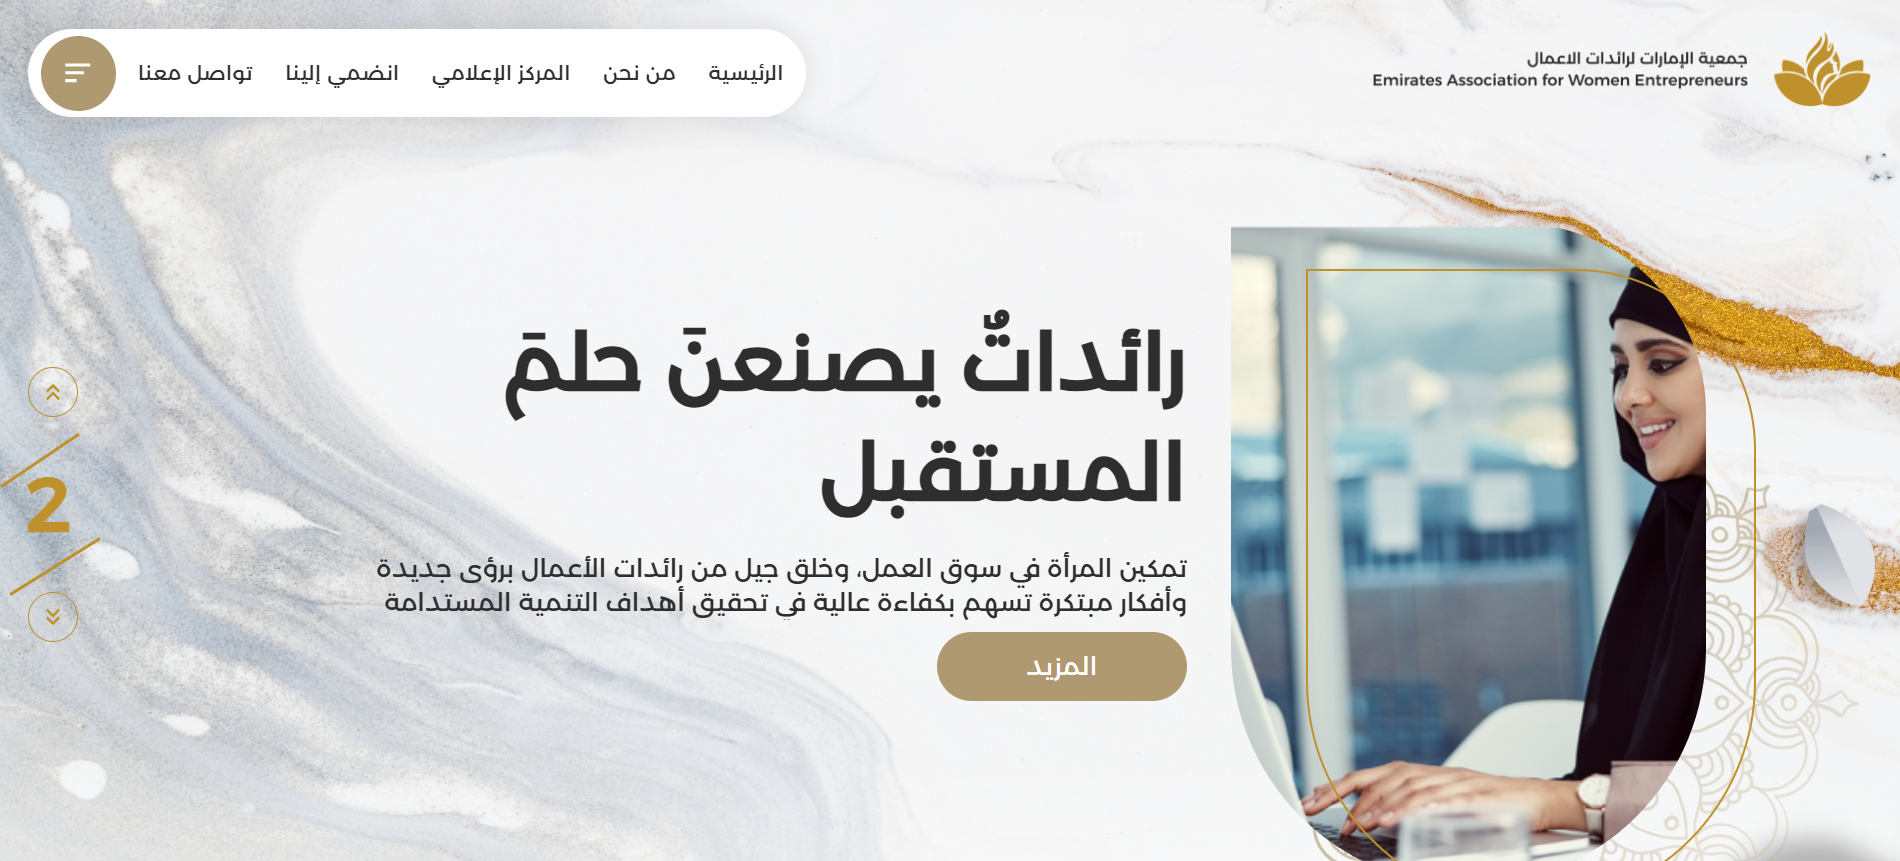 جمعية الإمارات لرائدات الاعمال
Emirates Association for Women Entrepreneurs
الرئيسية
من نحن
المركز الإعلامي
انضمي إلينا
تواصل معنا
رائداتٌ يصنعنَ حلمَ
المستقبل
تمكين المرأة في سوق العمل، وخلق جيل من رائدات الأعمال برؤى جديدة
وأفكار مبتكرة تسهم بكفاءة عالية في تحقيق أهداف التنمية المستدامة
المزيد
2